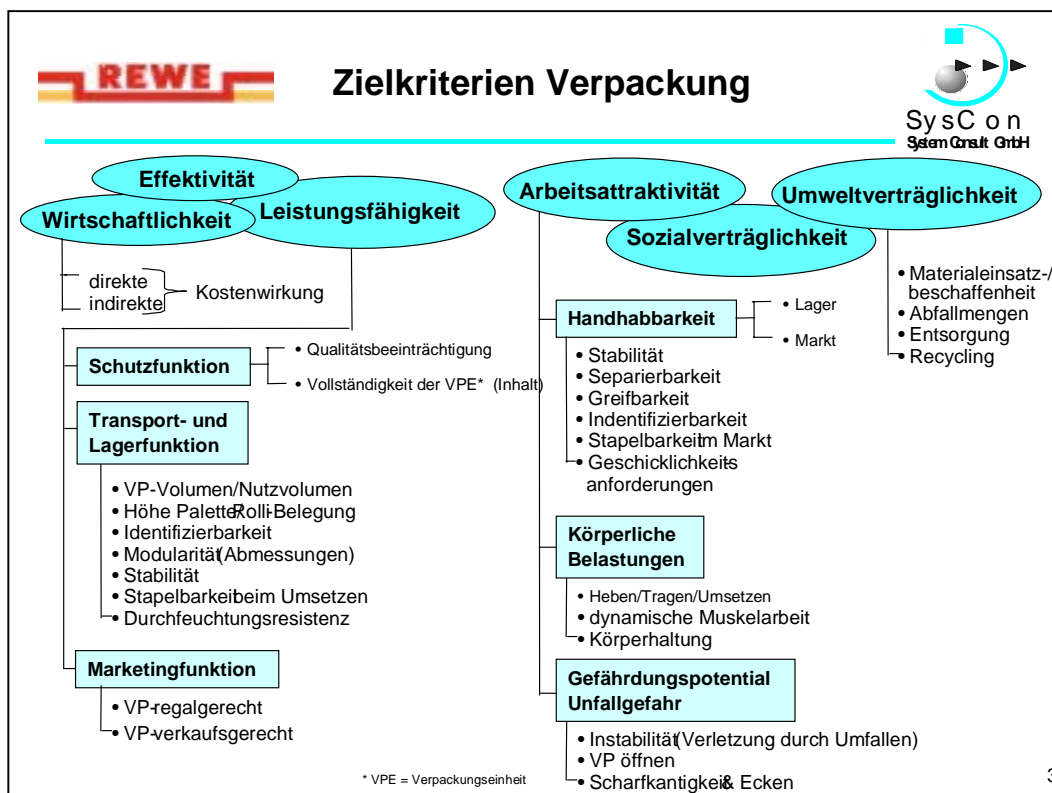 REWE
Zielkriterien Verpackung
SysCon
System Consult GmbH
Effektivität
Wirtschaftlichkeit
Leistungsfähigkeit
direkte
indirekte
Kostenwirkung
Schutzfunktion
• Qualitätsbeeinträchtigung
• Vollständigkeit der VPE* (Inhalt)
Transport- und
Lagerfunktion
• VP-Volumen/Nutzvolumen
• Höhe Palette/Rolli-Belegung
• Identifizierbarkeit
• Modularität (Abmessungen)
• Stabilität
• Stapelbarkeit beim Umsetzen
• Durchfeuchtungsresistenz
Marketingfunktion
• VP-regalgerecht
• VP-verkaufsgerecht
Arbeitsattraktivität
Sozialverträglichkeit
Umweltverträglichkeit
Handhabbarkeit
• Lager
• Markt
• Stabilität
• Separierbarkeit
• Greifbarkeit
• Indentifizierbarkeit
• Stapelbarkeit im Markt
• Geschicklichkeits-
anforderungen
Körperliche
Belastungen
• Heben/Tragen/Umsetzen
• dynamische Muskelarbeit
• Körperhaltung
Gefährdungspotential
Unfallgefahr
• Instabilität (Verletzung durch Umfallen)
• VP öffnen
• Scharfkantigkeit & Ecken
• Materialeinsatz-/
beschaffenheit
• Abfallmengen
• Entsorgung
• Recycling
* VPE = Verpackungseinheit
3